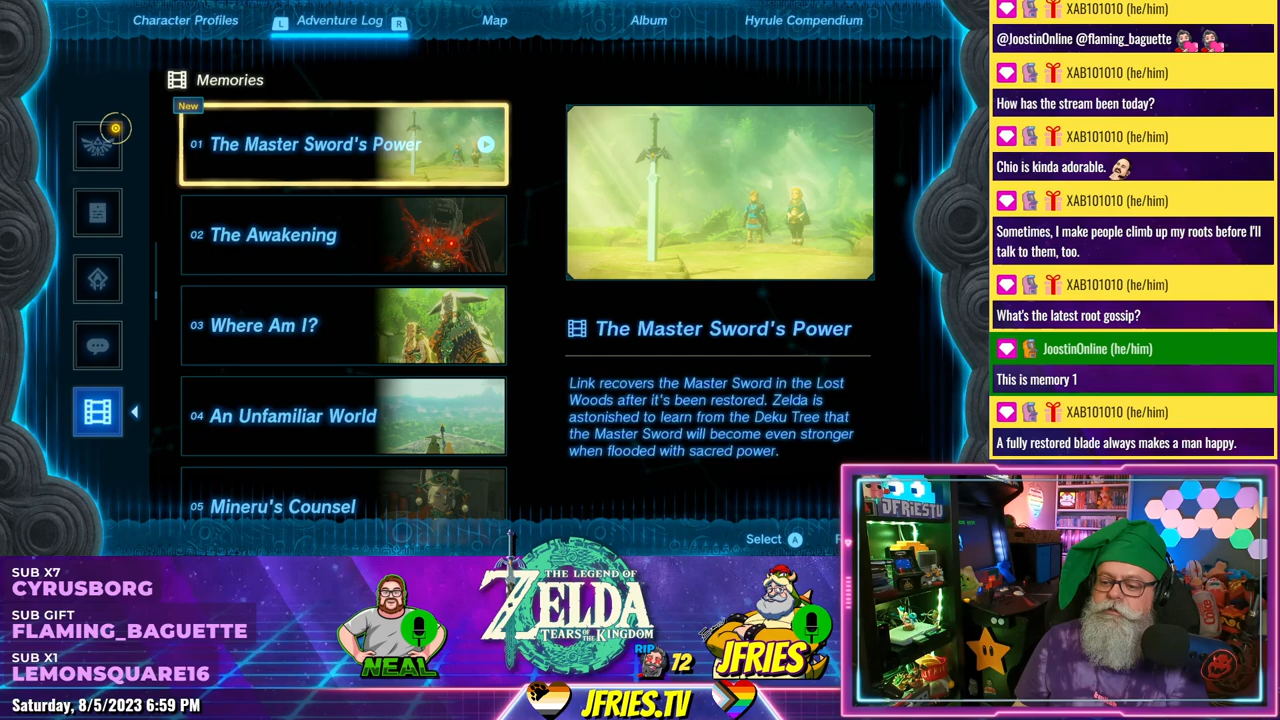 Character Profiles
L
Adventure Log
R
Map
Album
Hyrule Compendium
Memories
New
01 The Master Sword's Power
02 The Awakening
03 Where Am I?
04 An Unfamiliar World
05 Mineru's Counsel
The Master Sword's Power
Link recovers the Master Sword in the Lost
Woods after it's been restored. Zelda is
astonished to learn from the Deku Tree that
the Master Sword will become even stronger
when flooded with sacred power.
Select A
XAB101010 (he/him)
@JoostinOnline @flaming_baguette
XAB101010 (he/him)
How has the stream been today?
XAB101010 (he/him)
Chio is kinda adorable.
XAB101010 (he/him)
Sometimes, I make people climb up my roots before I'll
talk to them, too.
XAB101010 (he/him)
What's the latest root gossip?
JoostinOnline (he/him)
This is memory 1
XAB101010 (he/him)
A fully restored blade always makes a man happy.
SUB X7
CYRUSBORG
SUB GIFT
FLAMING_BAGUETTE
SUB X1
LEMONSQUARE16
Saturday, 8/5/2023 6:59 PM
NEAL
THE LEGEND OF
ZELDA
TEARS OF THE KINGDOM
RIP
72
JFRIES
JFRIES.TV
JFRIESTV